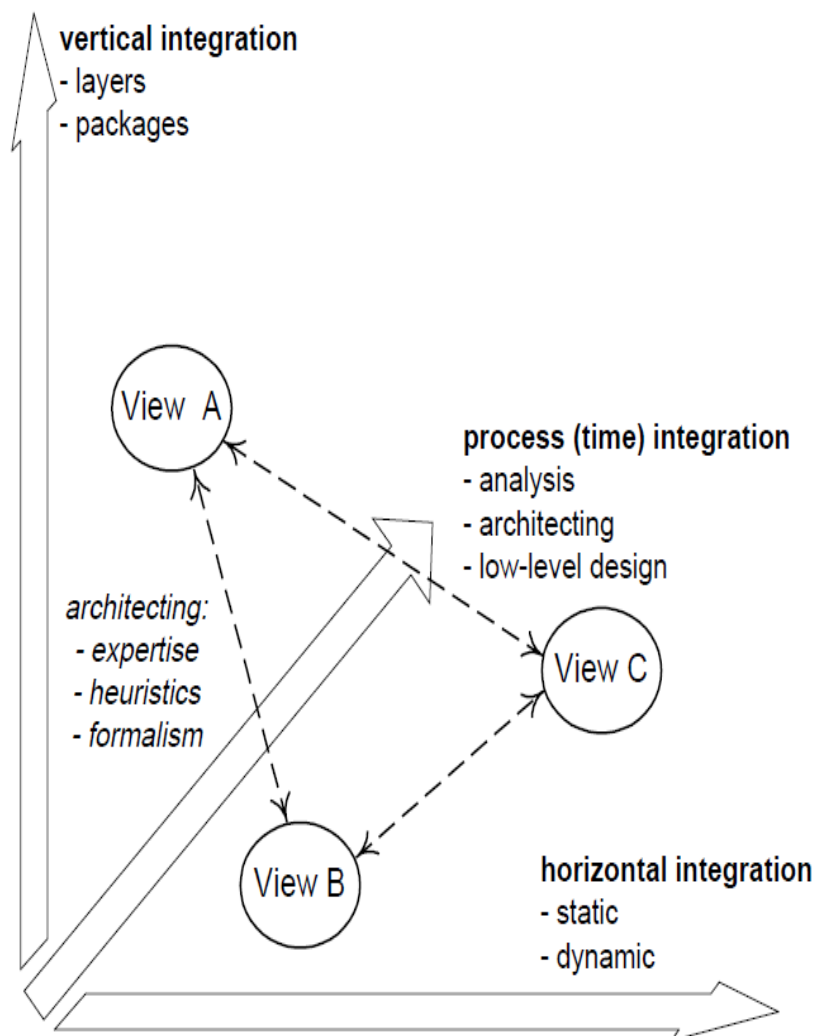 vertical integration
- layers
- packages
View A
process (time) integration
- analysis
- architecting
- low-level design
architecting:
- expertise
- heuristics
- formalism
View C
View B
horizontal integration
- static
- dynamic